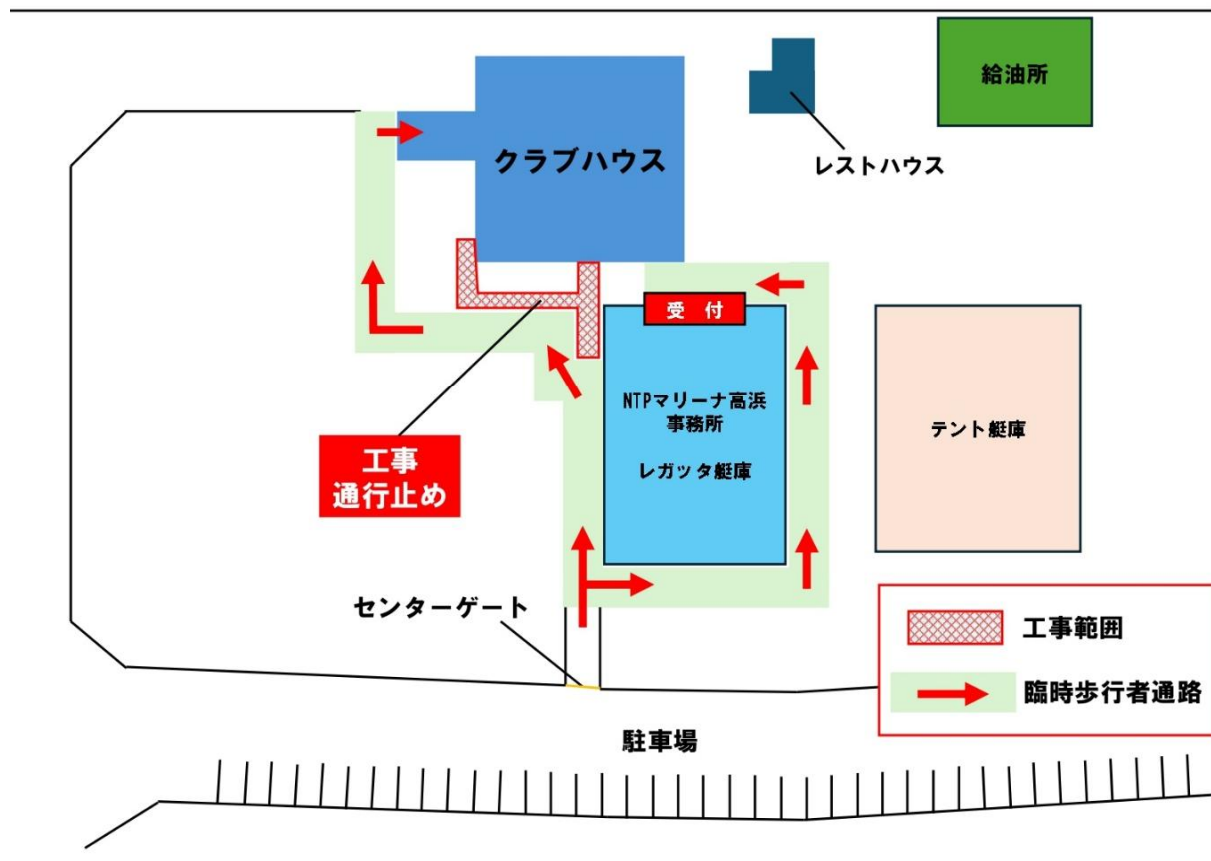 給油所
クラブハウス
レストハウス
受 付
NTPマリーナ高浜
事務所
レガッタ艇庫
テント艇庫
工事
通行止め
センターゲート
工事範囲
臨時歩行者通路
駐車場